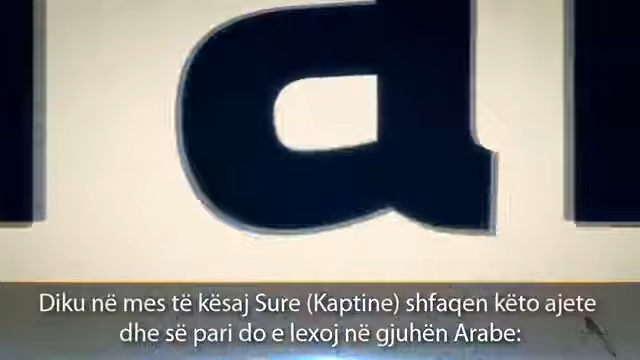 a
Diku në mes të kësaj Sure (Kaptine) shfaqen këto ajete
dhe së pari do e lexoj në gjuhën Arabe: